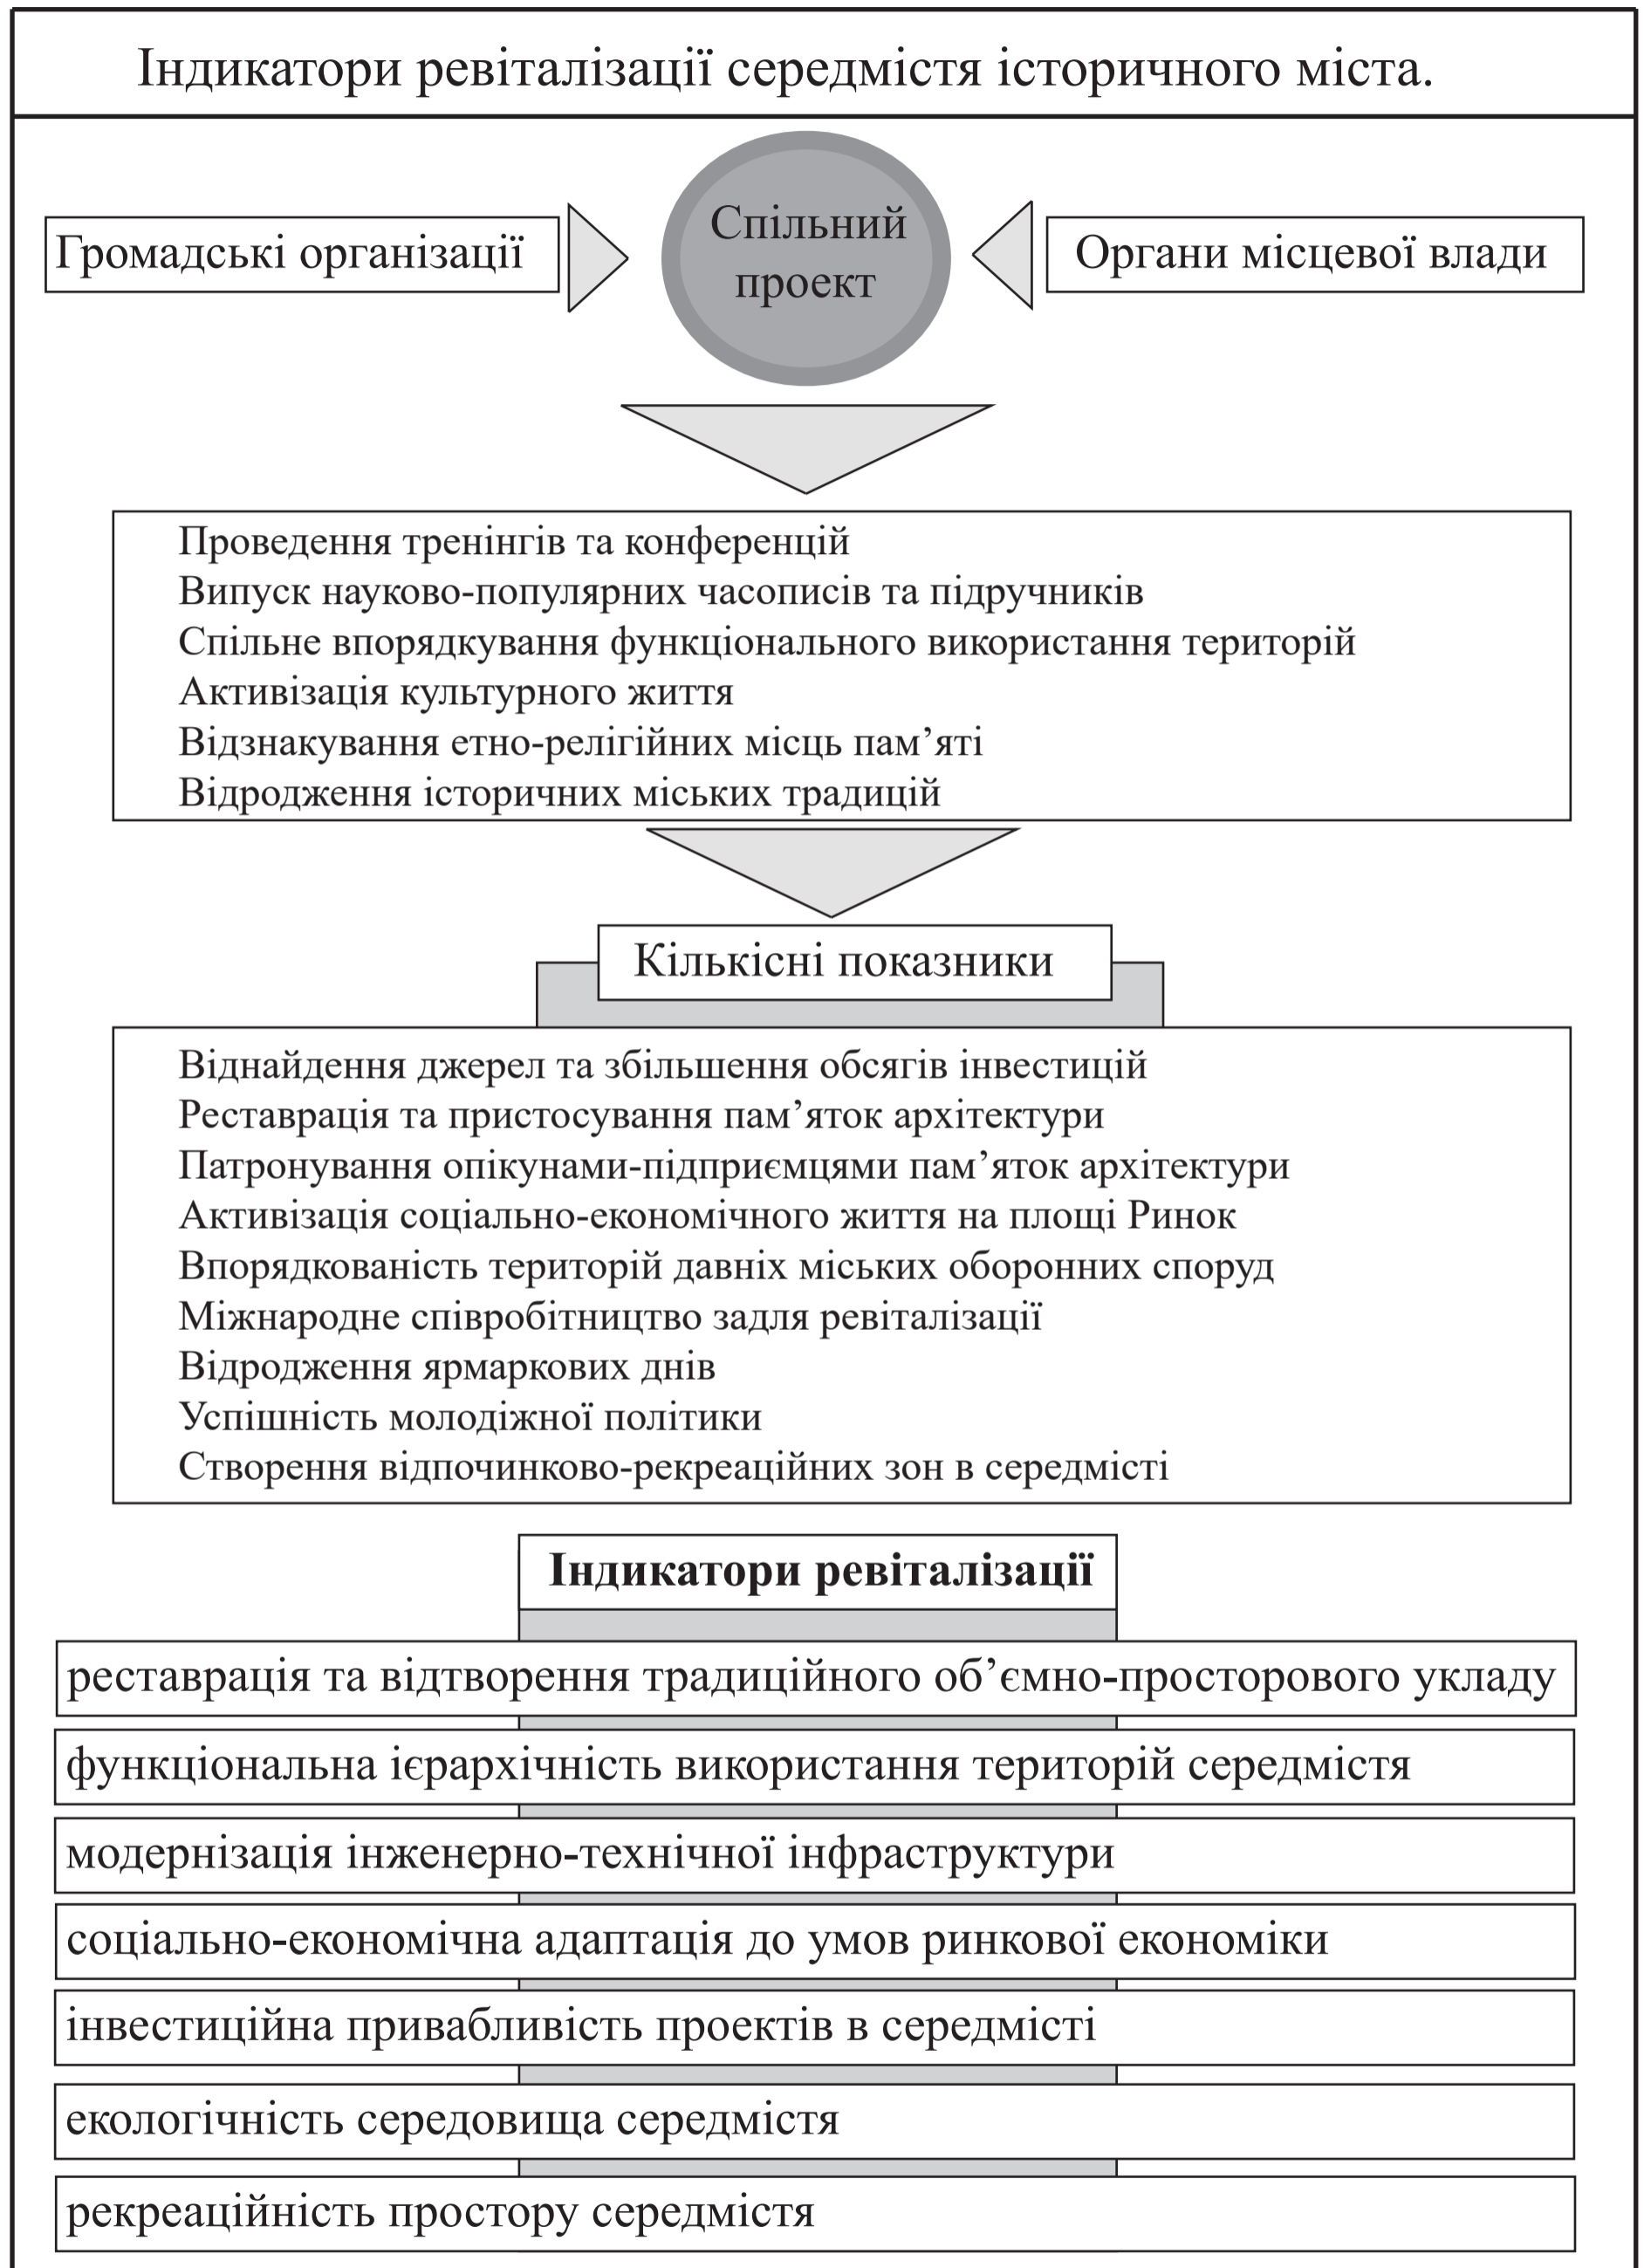 Індикатори ревіталізації середмістя історичного міста.
Громадські організації
Спільний
проект
Органи місцевої влади
Проведення тренінгів та конференцій
Випуск науково-популярних часописів та підручників
Спільне впорядкування функціонального використання територій
Активізація культурного життя
Відзнакування етно-релігійних місць пам’яті
Відродження історичних міських традицій
Кількісні показники
Віднайдення джерел та збільшення обсягів інвестицій
Реставрація та пристосування пам’яток архітектури
Патронування опікунами-підприємцями пам’яток архітектури
Активізація соціально-економічного життя на площі Ринок
Впорядкованість територій давніх міських оборонних споруд
Міжнародне співробітництво задля ревіталізації
Відродження ярмаркових днів
Успішність молодіжної політики
Створення відпочинково-рекреаційних зон в середмісті
Індикатори ревіталізації
реставрація та відтворення традиційного об’ємно-просторового укладу
функціональна ієрархічність використання територій середмістя
модернізація інженерно-технічної інфраструктури
соціально-економічна адаптація до умов ринкової економіки
інвестиційна привабливість проектів в середмісті
екологічність середовища середмістя
рекреаційність простору середмістя